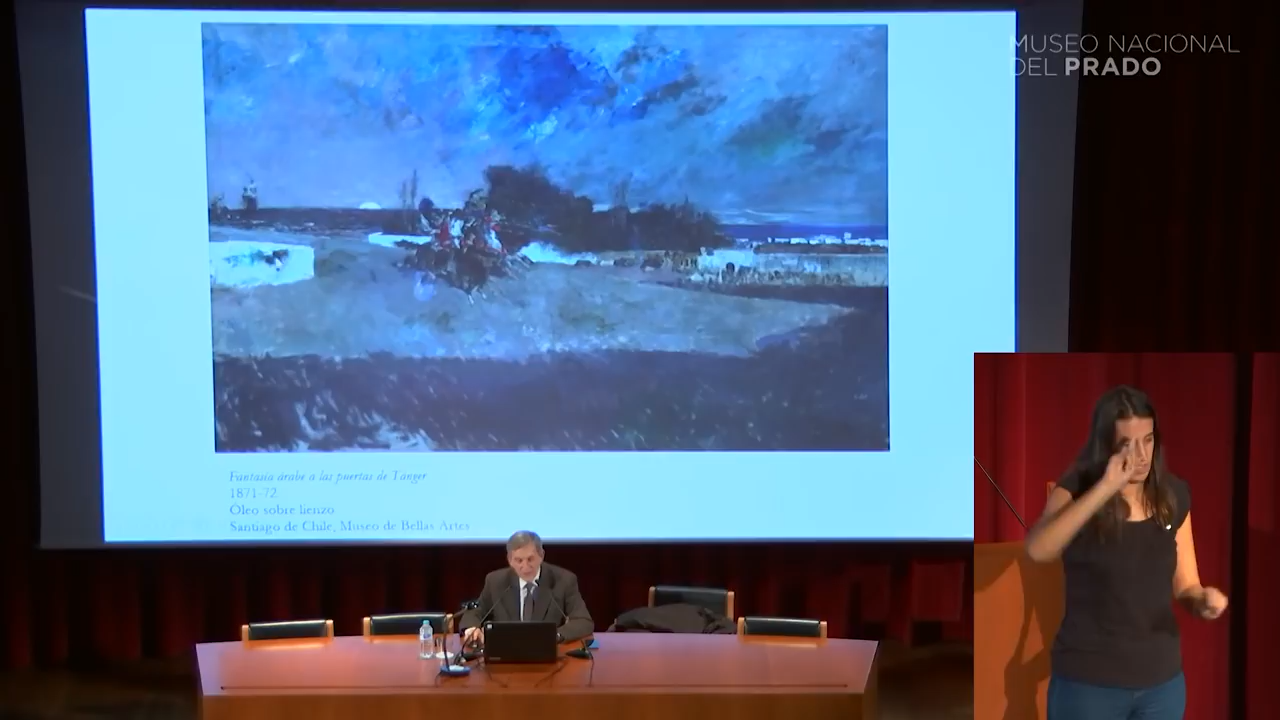 MUSEO NACIONAL
DEL PRADO
Fantasía árabe a las puertas de Tánger
1871-72
Óleo sobre lienzo
Santiago de Chile, Museo de Bellas Artes